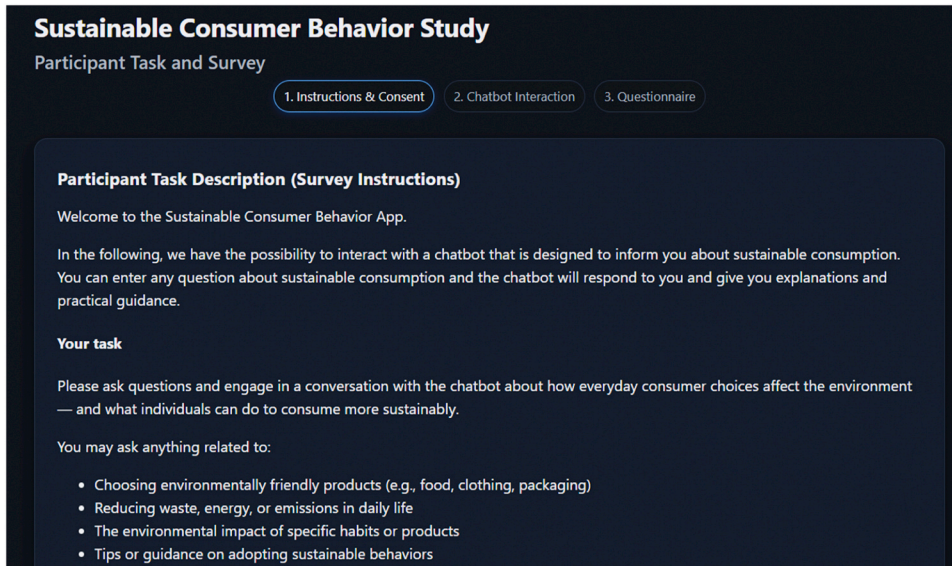 Sustainable Consumer Behavior Study
Participant Task and Survey
1. Instructions & Consent
2. Chatbot Interaction
3. Questionnaire
Participant Task Description (Survey Instructions)
Welcome to the Sustainable Consumer Behavior App.
In the following, we have the possibility to interact with a chatbot that is designed to inform you about sustainable consumption.
You can enter any question about sustainable consumption and the chatbot will respond to you and give you explanations and
practical guidance.
Your task
Please ask questions and engage in a conversation with the chatbot about how everyday consumer choices affect the environment
— and what individuals can do to consume more sustainably.
You may ask anything related to:
• Choosing environmentally friendly products (e.g., food, clothing, packaging)
• Reducing waste, energy, or emissions in daily life
• The environmental impact of specific habits or products
• Tips or guidance on adopting sustainable behaviors